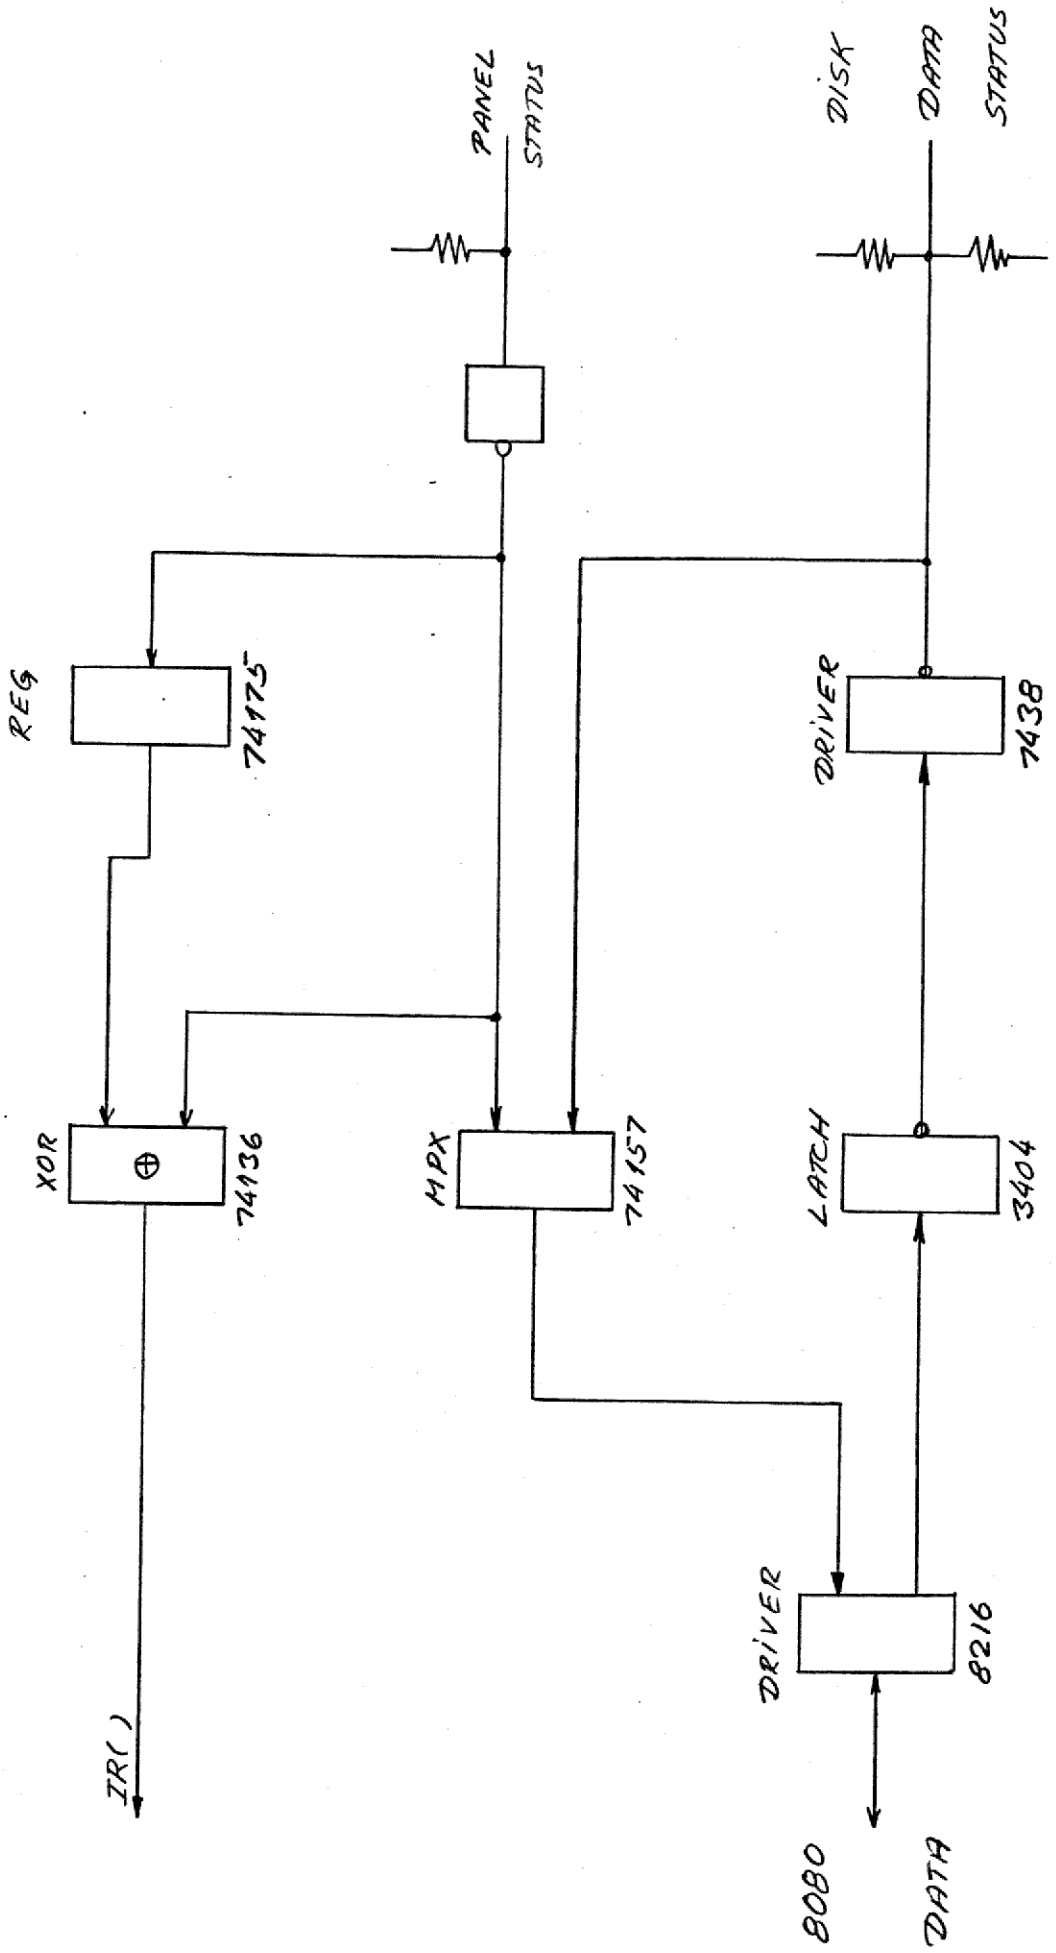 REG
74175
XOR
⊕
74136
IR( )
PANEL
STATUS
MPX
74157
DISK
DATA
STATUS
DRIVER
7438
LATCH
3404
DRIVER
8216
8080
DATA